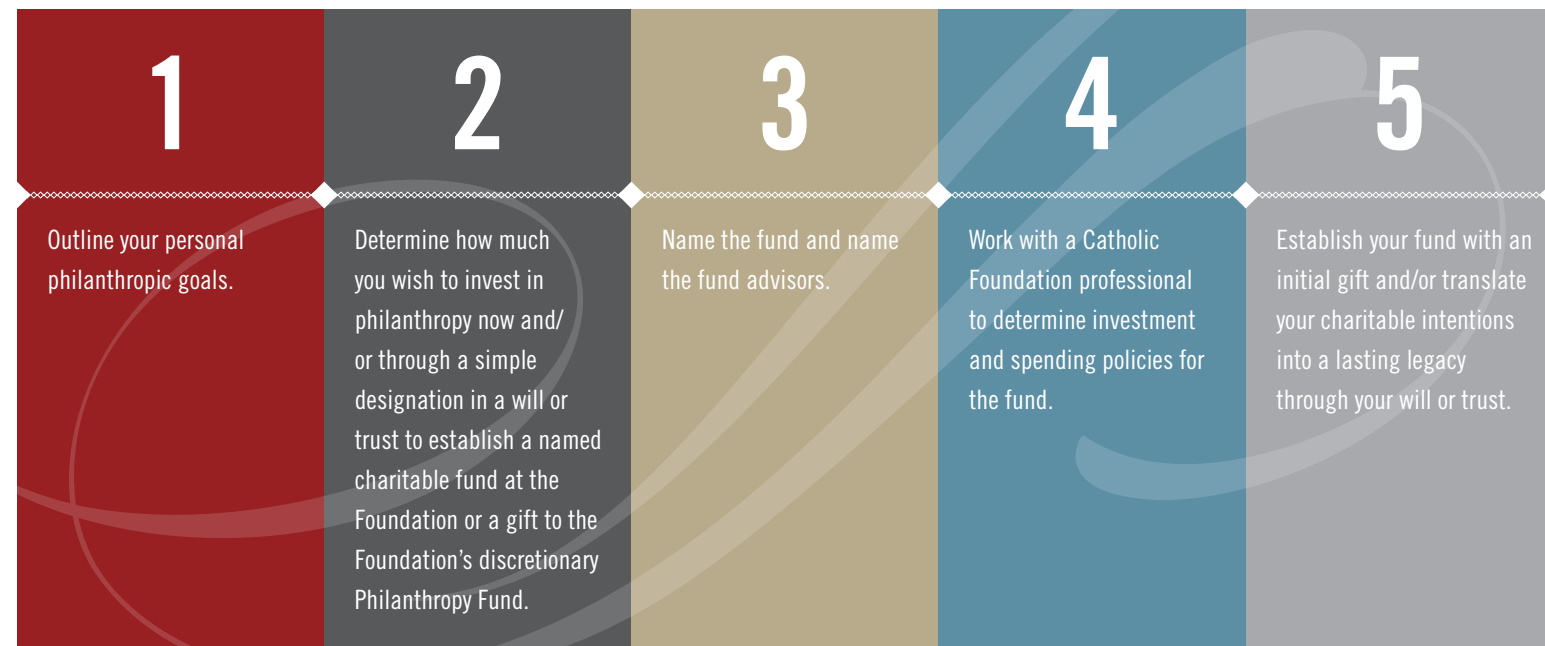 1
Outline your personal
philanthropic goals.
2
Determine how much
you wish to invest in
philanthropy now and/
or through a simple
designation in a will or
trust to establish a named
charitable fund at the
Foundation or a gift to the
Foundation’s discretionary
Philanthropy Fund.
3
Name the fund and name
the fund advisors.
4
Work with a Catholic
Foundation professional
to determine investment
and spending policies for
the fund.
5
Establish your fund with an
initial gift and/or translate
your charitable intentions
into a lasting legacy
through your will or trust.